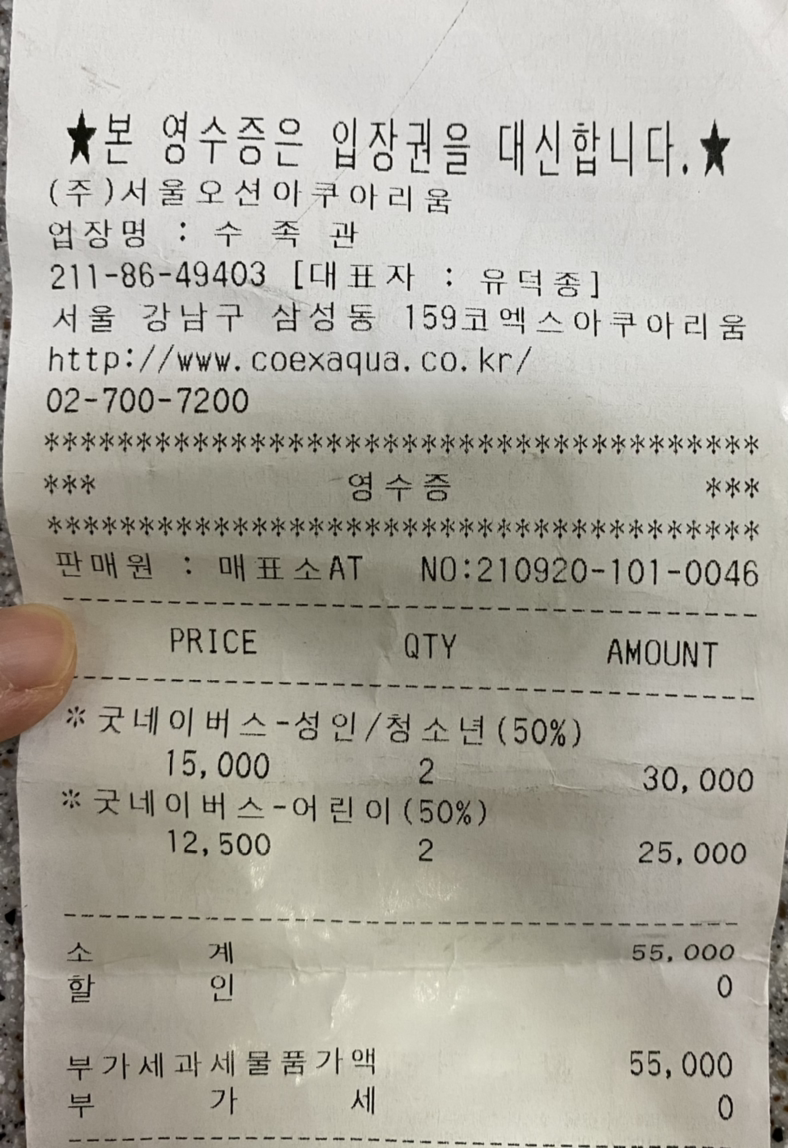 ★본 영수증은 입장권을 대신합니다.★
(주)서울오션아쿠아리움
업장명 : 수 족 관
211-86-49403 [대표자 : 유덕종]
서울 강남구 삼성동 159코엑스아쿠아리움
http://www.coexaqua.co.kr/
02-700-7200
****************************************
*** 영수증 ***
****************************************
판매원 : 매표소AT NO:210920-101-0046
PRICE QTY AMOUNT
※ 굿네이버스-성인/청소년(50%)
15,000 2 30,000
※ 굿네이버스-어린이(50%)
12,500 2 25,000
소 계 55,000
할 인 0
부가세과세물품가액 55,000
부 가 세 0